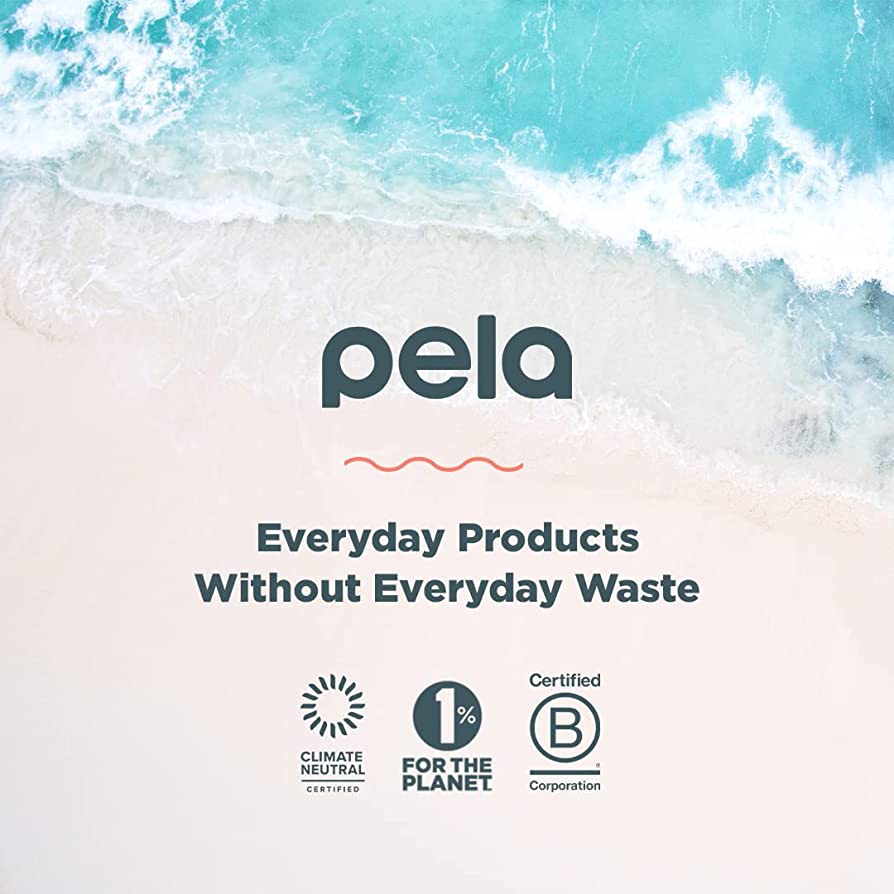 pela
Everyday Products
Without Everyday Waste
CLIMATE
NEUTRAL
CERTIFIED
1%
FOR THE
PLANET
Certified
B
®
Corporation